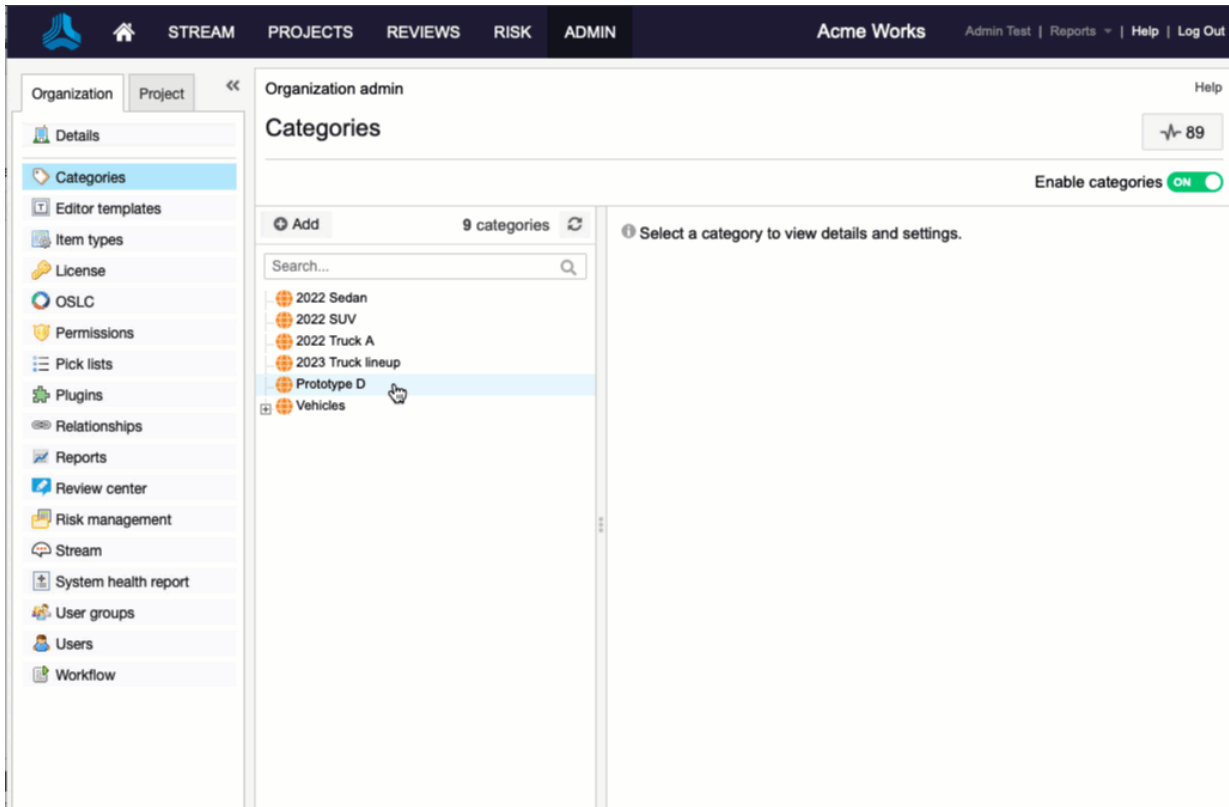 STREAM PROJECTS REVIEWS RISK ADMIN Acme Works Admin Test | Reports | Help | Log Out
Organization Project
Details
Categories
Editor templates
Item types
License
OSLC
Permissions
Pick lists
Plugins
Relationships
Reports
Review center
Risk management
Stream
System health report
User groups
Users
Workflow
Organization admin Help
Categories
89
Enable categories ON
Add 9 categories
Search...
2022 Sedan
2022 SUV
2022 Truck A
2023 Truck lineup
Prototype D
Vehicles
Select a category to view details and settings.